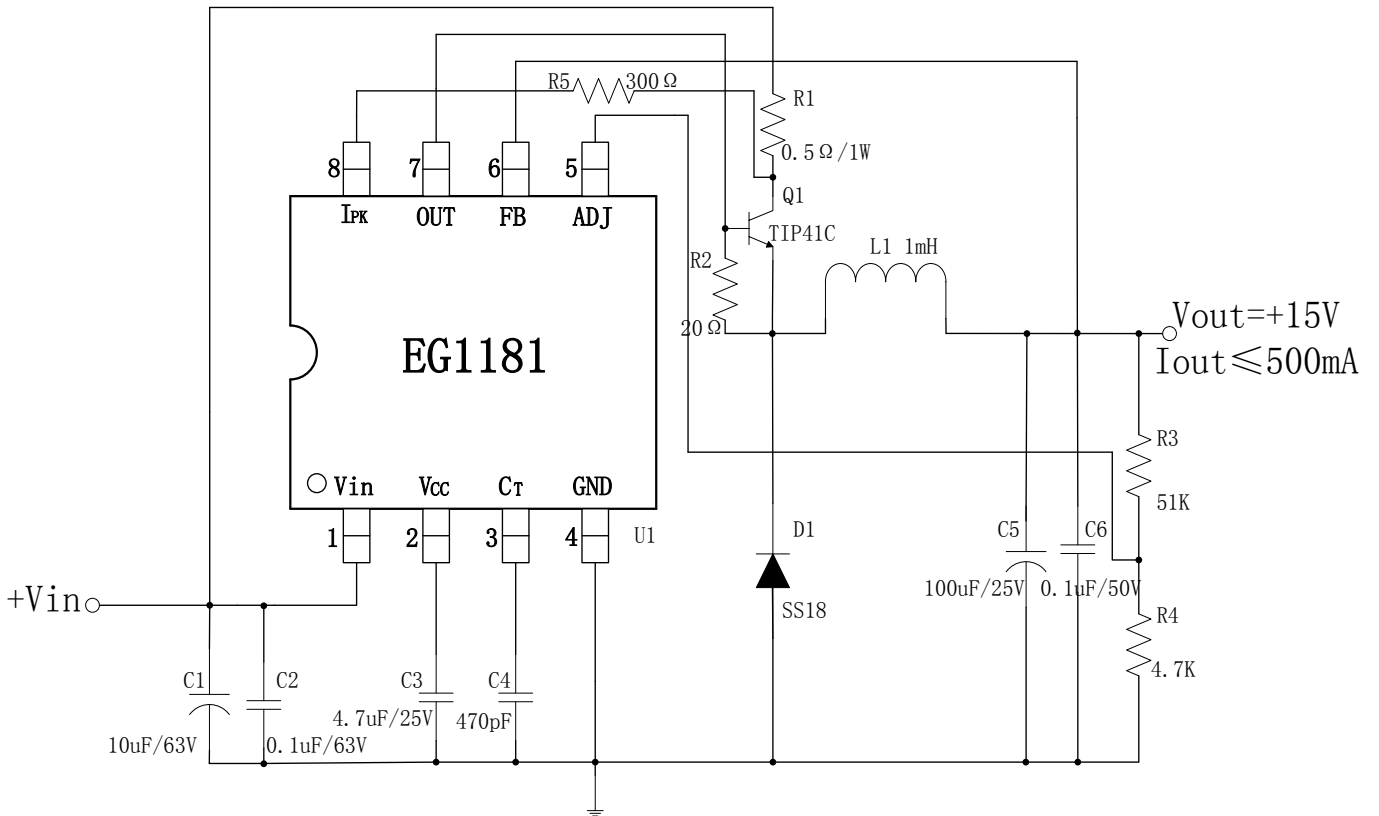 R5 300Ω
R1
0.5Ω/1W
8 7 6 5
IPK OUT FB ADJ
Q1
TIP41C
R2
20Ω
L1 1mH
Vout=+15V
Iout≤500mA
EG1181
R3
51K
Vin VCC CT GND
1 2 3 4
U1
D1
SS18
C5 C6
100uF/25V 0.1uF/50V
+Vin
R4
4.7K
C1 C2 C3 C4
10uF/63V 0.1uF/63V 4.7uF/25V 470pF